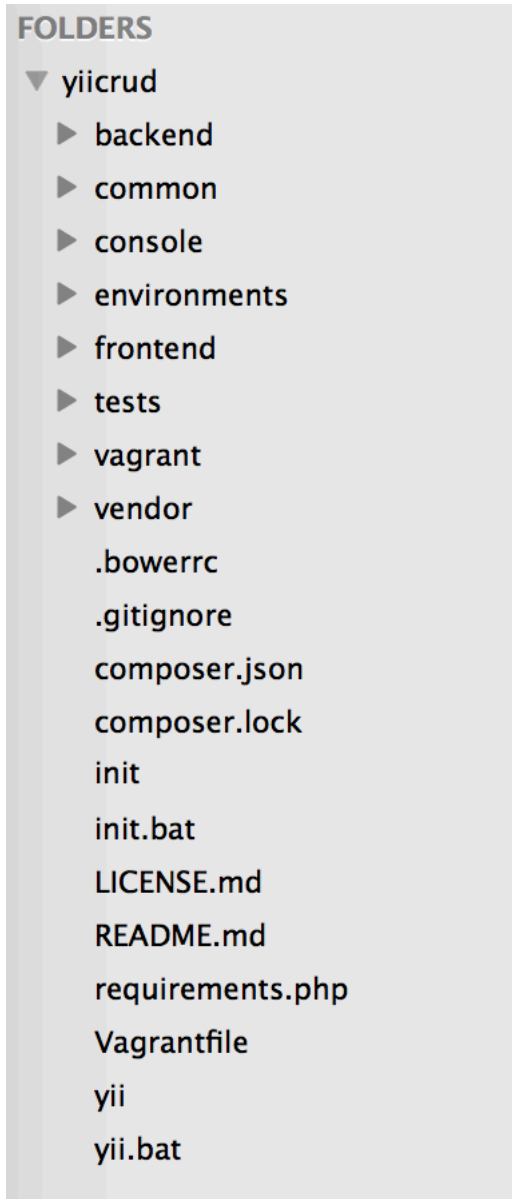 FOLDERS
yiicrud
backend
common
console
environments
frontend
tests
vagrant
vendor
.bowerrc
.gitignore
composer.json
composer.lock
init
init.bat
LICENSE.md
README.md
requirements.php
Vagrantfile
yii
yii.bat